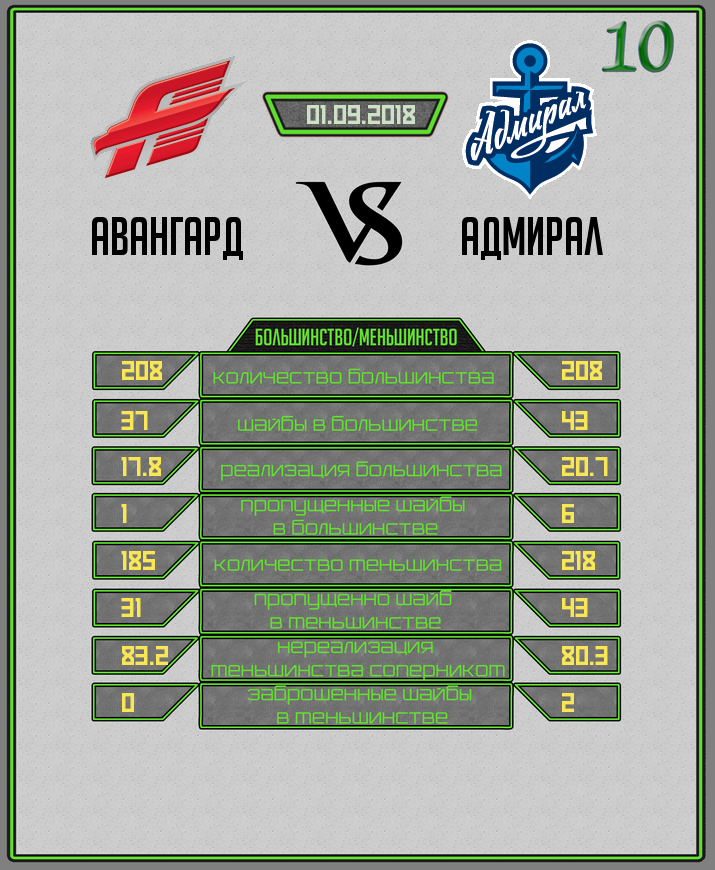 10
Адмирал
01.09.2018
АВАНГАРД VS АДМИРАЛ
БОЛЬШИНСТВО/МЕНЬШИНСТВО
208 количество большинства 208
37 шайбы в большинстве 43
17.8 реализация большинства 20.7
1 пропущенные шайбы 6
в большинстве
185 количество меньшинства 218
31 пропущенно шайб 43
в меньшинстве
83.2 нереализация 80.3
меньшинства соперником
0 заброшенные шайбы 2
в меньшинстве